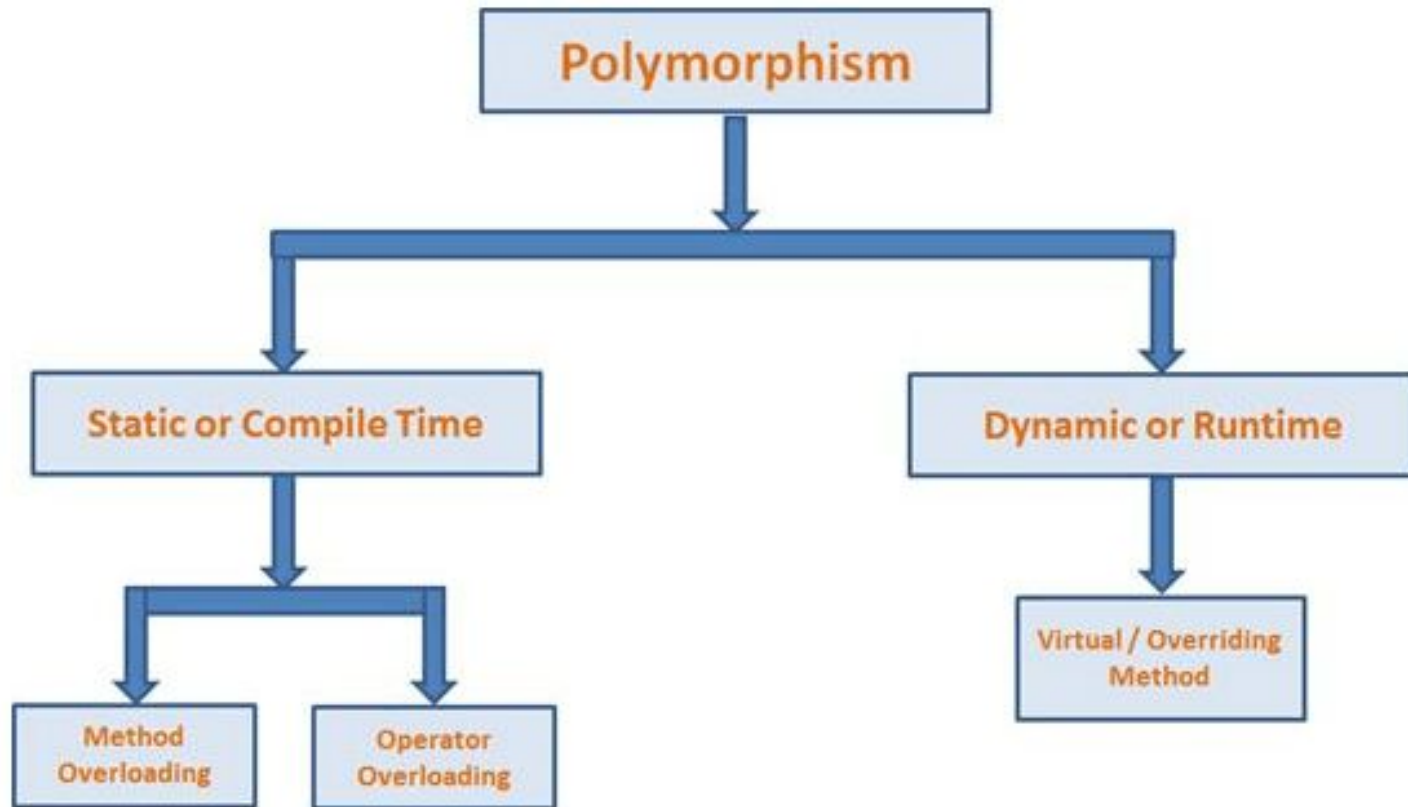 Polymorphism
Static or Compile Time
Dynamic or Runtime
Method
Overloading
Operator
Overloading
Virtual / Overriding
Method